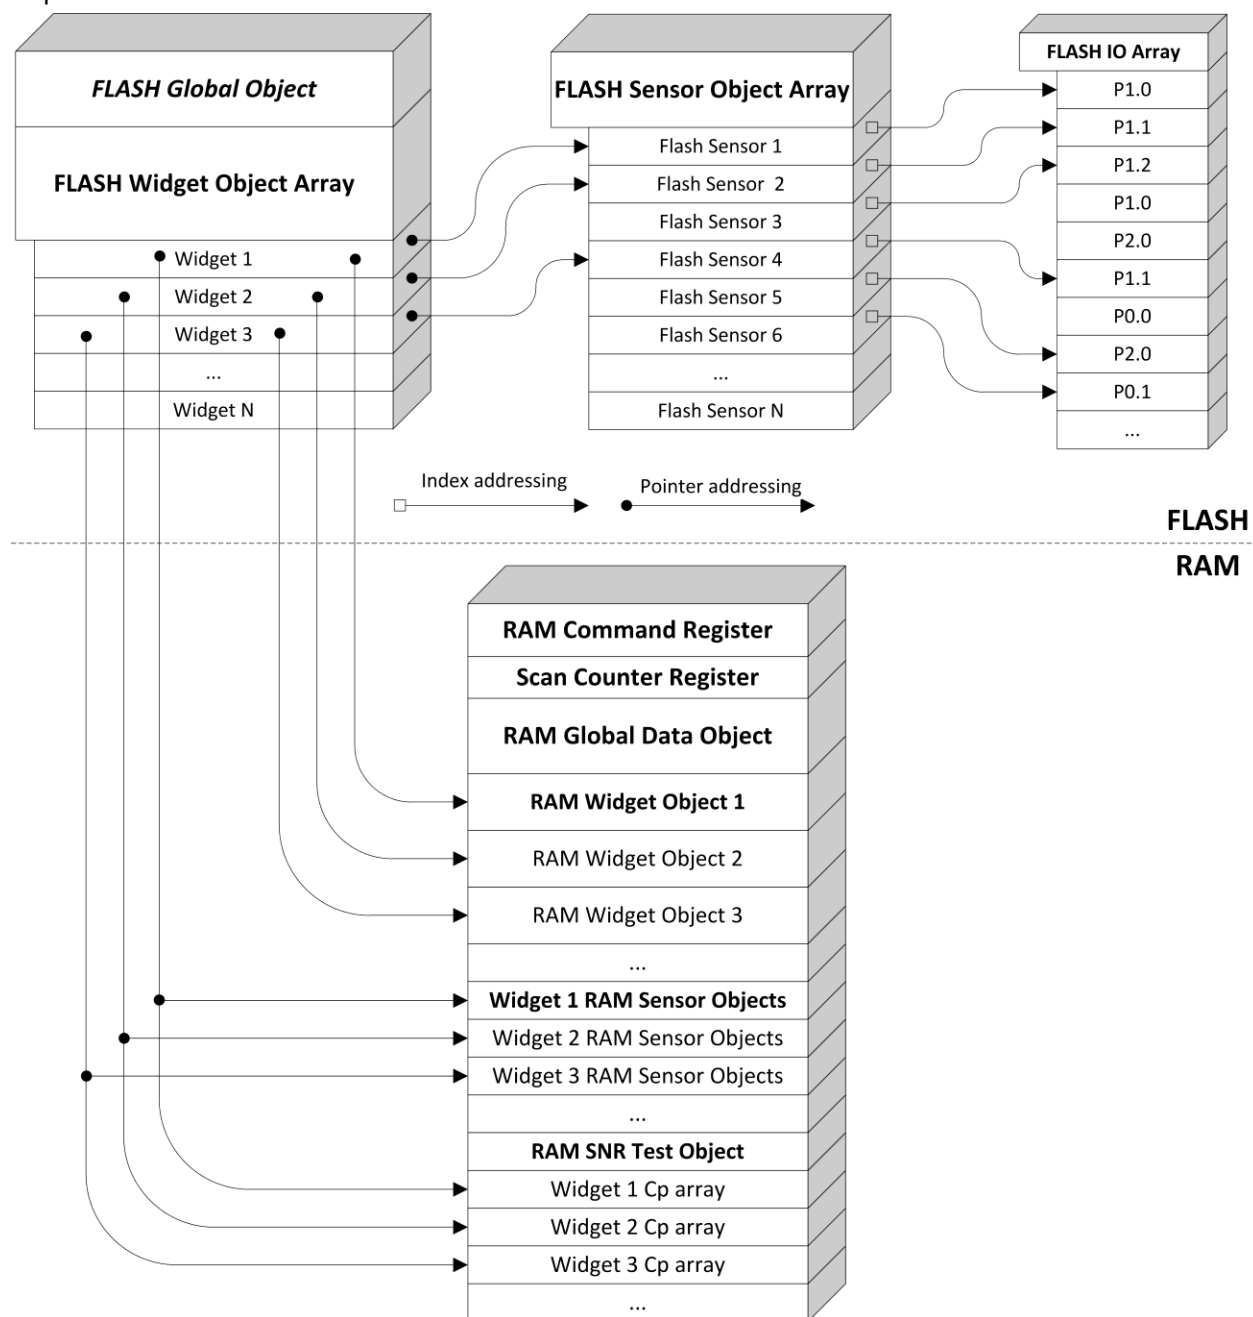 FLASH Global Object
FLASH Widget Object Array
Widget 1
Widget 2
Widget 3
...
Widget N
FLASH Sensor Object Array
Flash Sensor 1
Flash Sensor 2
Flash Sensor 3
Flash Sensor 4
Flash Sensor 5
Flash Sensor 6
...
Flash Sensor N
FLASH IO Array
P1.0
P1.1
P1.2
P1.0
P2.0
P1.1
P0.0
P2.0
P0.1
...
Index addressing
Pointer addressing
FLASH
RAM
RAM Command Register
Scan Counter Register
RAM Global Data Object
RAM Widget Object 1
RAM Widget Object 2
RAM Widget Object 3
...
Widget 1 RAM Sensor Objects
Widget 2 RAM Sensor Objects
Widget 3 RAM Sensor Objects
...
RAM SNR Test Object
Widget 1 Cp array
Widget 2 Cp array
Widget 3 Cp array
...